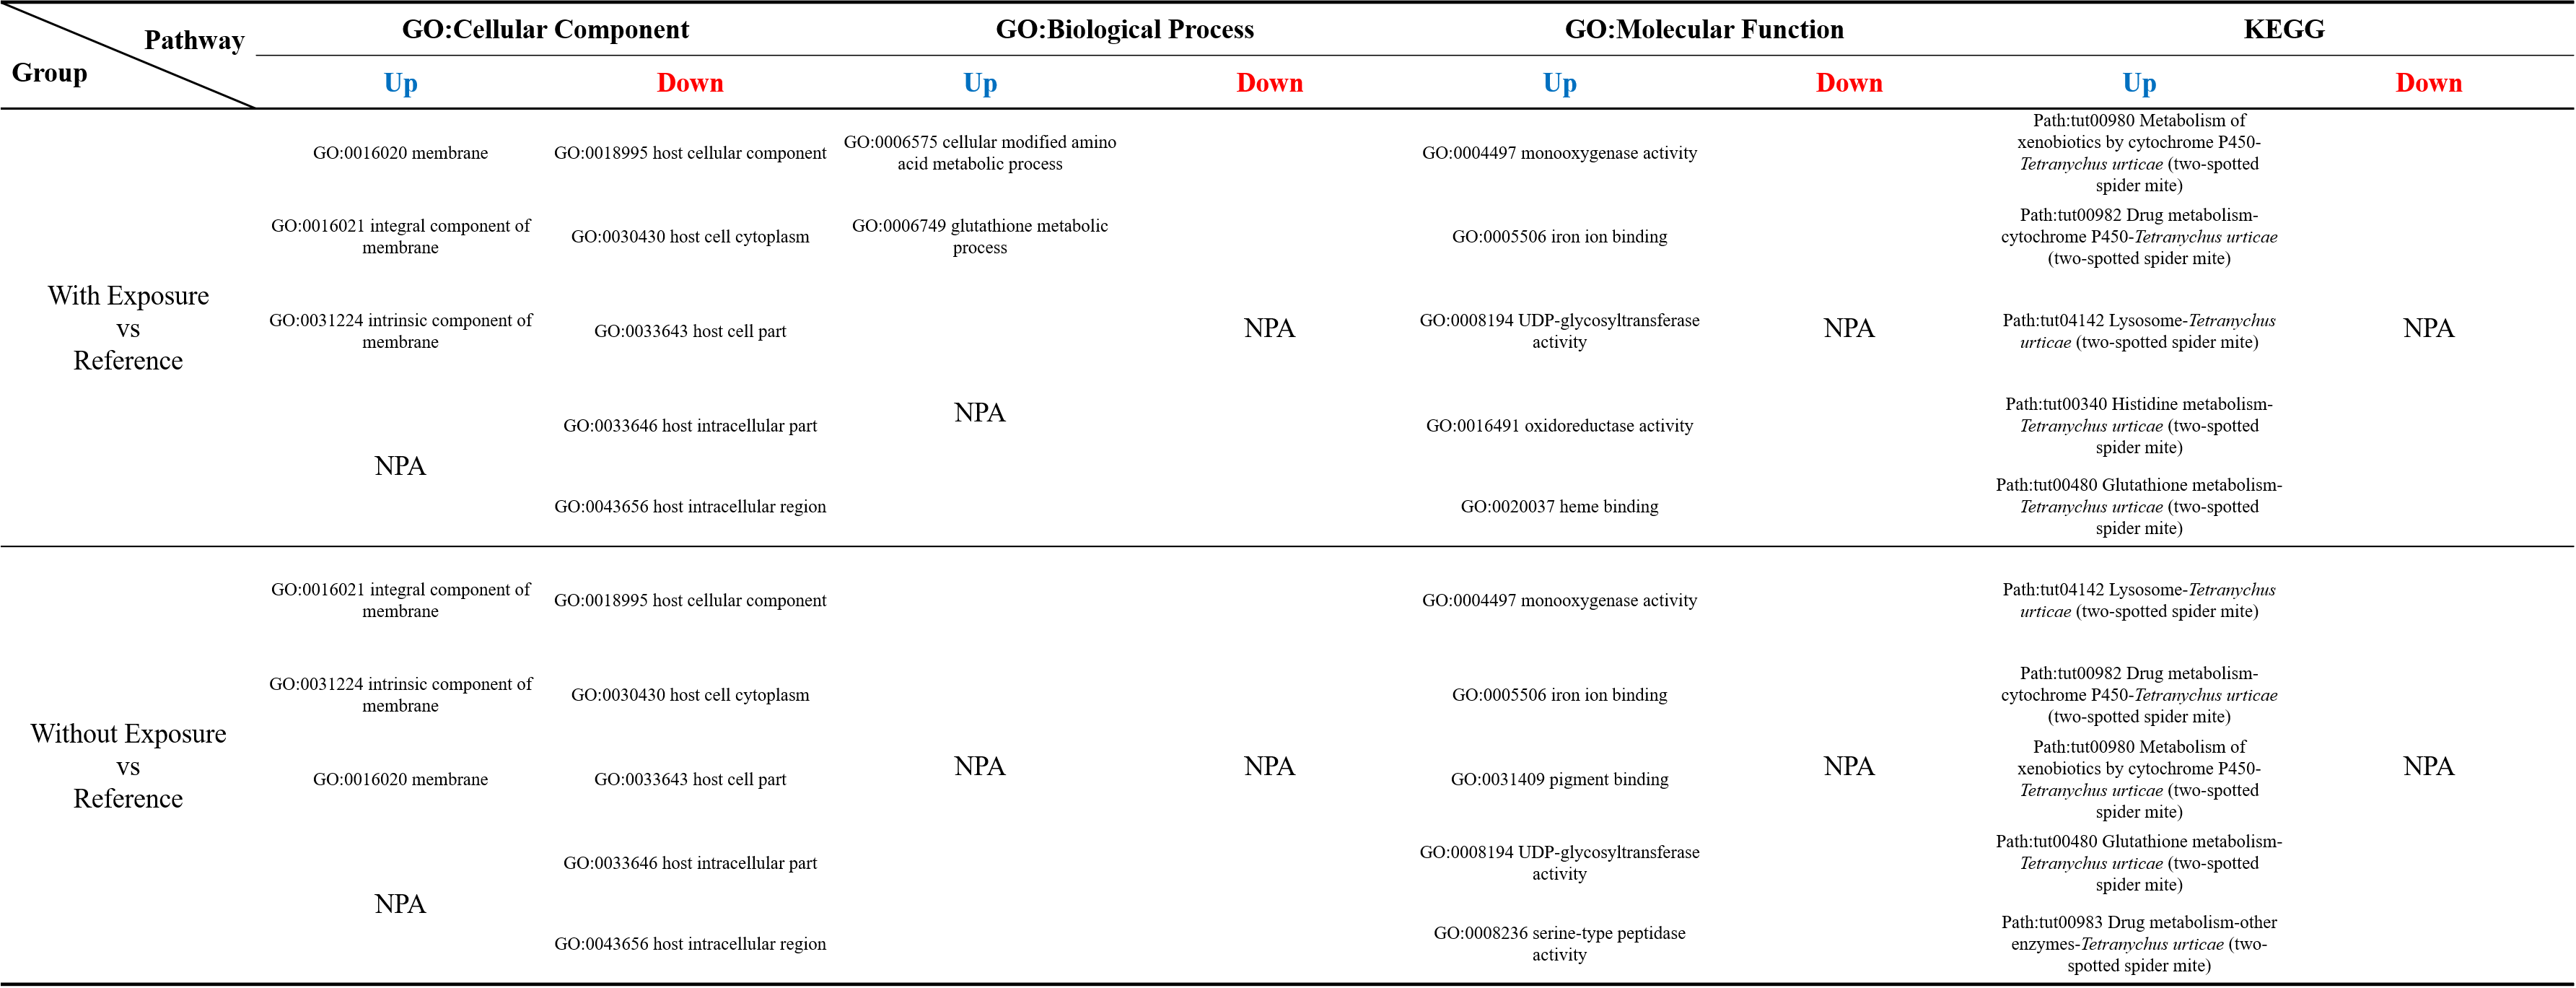 Pathway
Group
GO:Cellular Component
GO:Biological Process
GO:Molecular Function
KEGG
Up
Down
Up
Down
Up
Down
Up
Down
With Exposure
vs
Reference
GO:0016020 membrane
GO:0016021 integral component of
membrane
GO:0031224 intrinsic component of
membrane
NPA
GO:0018995 host cellular component
GO:0030430 host cell cytoplasm
GO:0033643 host cell part
GO:0033646 host intracellular part
GO:0043656 host intracellular region
GO:0006575 cellular modified amino
acid metabolic process
GO:0006749 glutathione metabolic
process
NPA
NPA
GO:0004497 monooxygenase activity
GO:0005506 iron ion binding
GO:0008194 UDP-glycosyltransferase
activity
GO:0016491 oxidoreductase activity
GO:0020037 heme binding
NPA
Path:tut00980 Metabolism of
xenobiotics by cytochrome P450-
Tetranychus urticae (two-spotted
spider mite)
Path:tut00982 Drug metabolism-
cytochrome P450-Tetranychus urticae
(two-spotted spider mite)
Path:tut04142 Lysosome-Tetranychus
urticae (two-spotted spider mite)
Path:tut00340 Histidine metabolism-
Tetranychus urticae (two-spotted
spider mite)
Path:tut00480 Glutathione metabolism-
Tetranychus urticae (two-spotted
spider mite)
NPA
Without Exposure
vs
Reference
GO:0016021 integral component of
membrane
GO:0031224 intrinsic component of
membrane
GO:0016020 membrane
NPA
GO:0018995 host cellular component
GO:0030430 host cell cytoplasm
GO:0033643 host cell part
GO:0033646 host intracellular part
GO:0043656 host intracellular region
NPA
NPA
GO:0004497 monooxygenase activity
GO:0005506 iron ion binding
GO:0031409 pigment binding
GO:0008194 UDP-glycosyltransferase
activity
GO:0008236 serine-type peptidase
activity
NPA
Path:tut04142 Lysosome-Tetranychus
urticae (two-spotted spider mite)
Path:tut00982 Drug metabolism-
cytochrome P450-Tetranychus urticae
(two-spotted spider mite)
Path:tut00980 Metabolism of
xenobiotics by cytochrome P450-
Tetranychus urticae (two-spotted
spider mite)
Path:tut00480 Glutathione metabolism-
Tetranychus urticae (two-spotted
spider mite)
Path:tut00983 Drug metabolism-other
enzymes-Tetranychus urticae (two-
spotted spider mite)
NPA